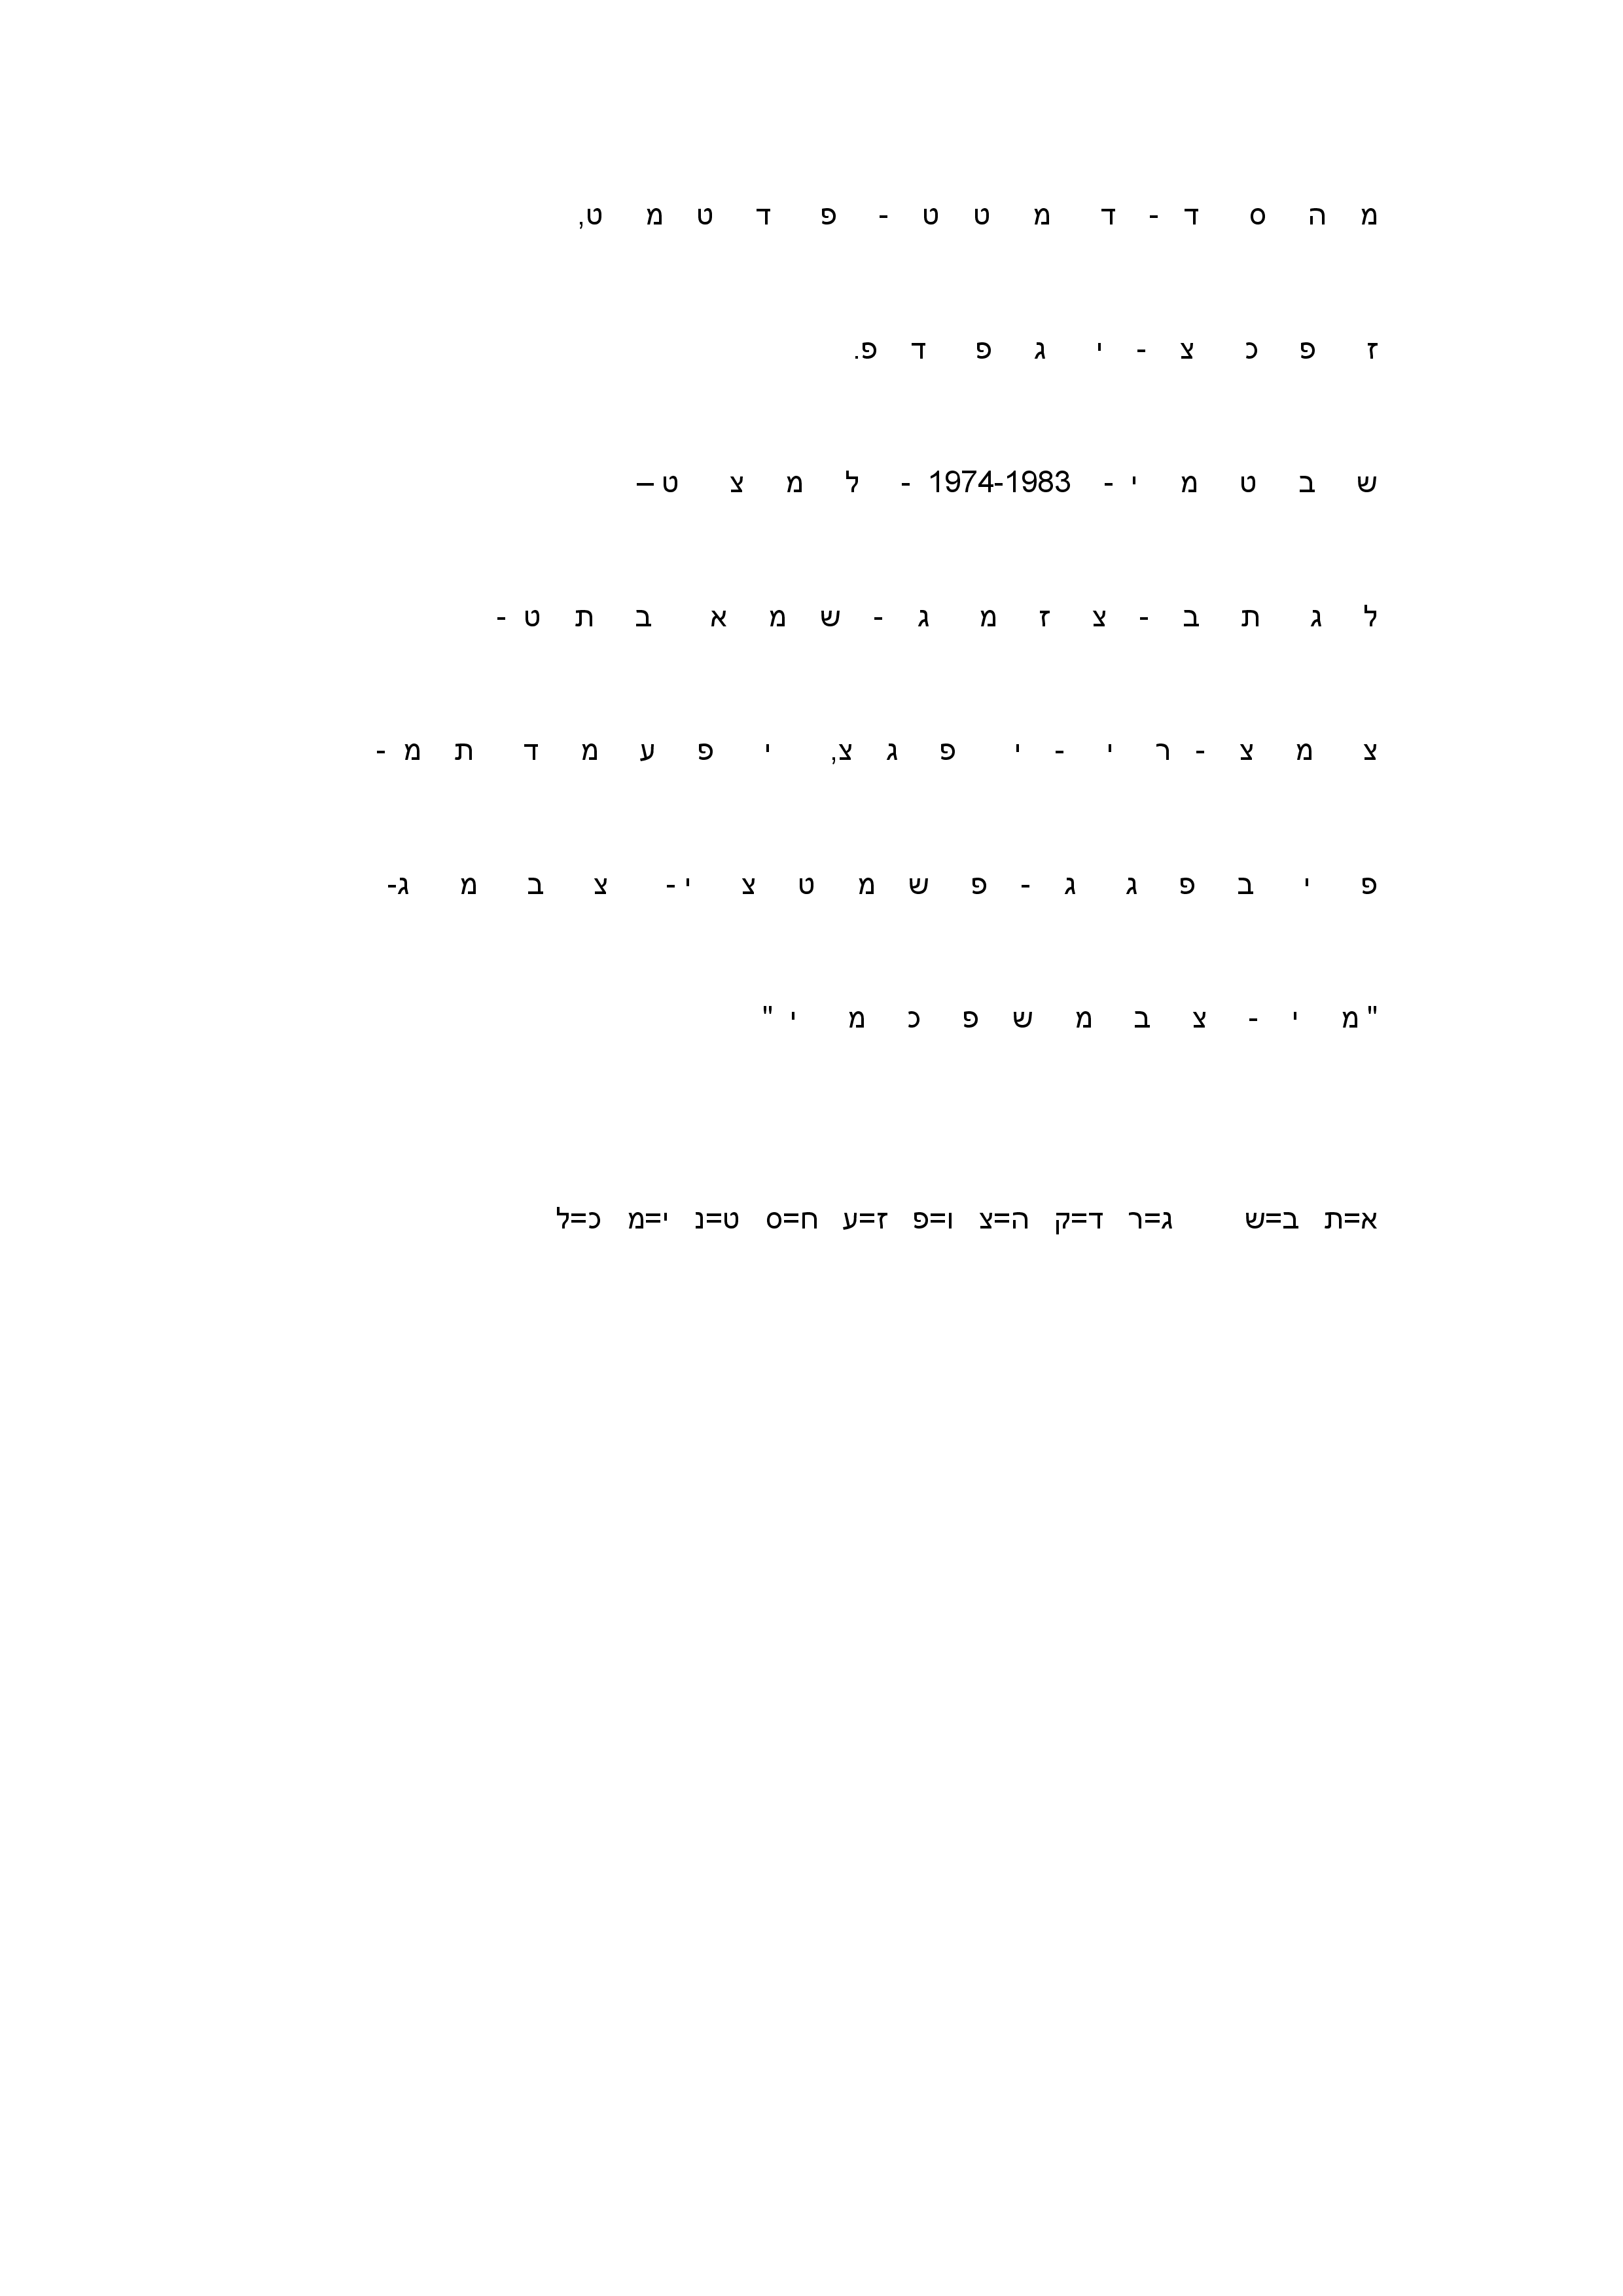 מ ה ס ד - ד מ ט ט - פ ד ט מ ט,
ז פ כ צ - י ג פ ד פ.
ש ב ט מ י - 1974-1983 - ל מ צ ט –
ל ג ת ב - צ ז מ ג - ש מ א ב ת ט -
צ מ צ - ר י - י פ ג צ, י פ ע מ ד ת מ -
פ י ב פ ג ג - פ ש מ ט צ י - צ ב מ ג-
"מ י - צ ב מ ש פ כ מ י "
א=ת ב=ש ג=ר ד=ק ה=צ ו=פ ז=ע ח=ס ט=נ י=מ כ=ל